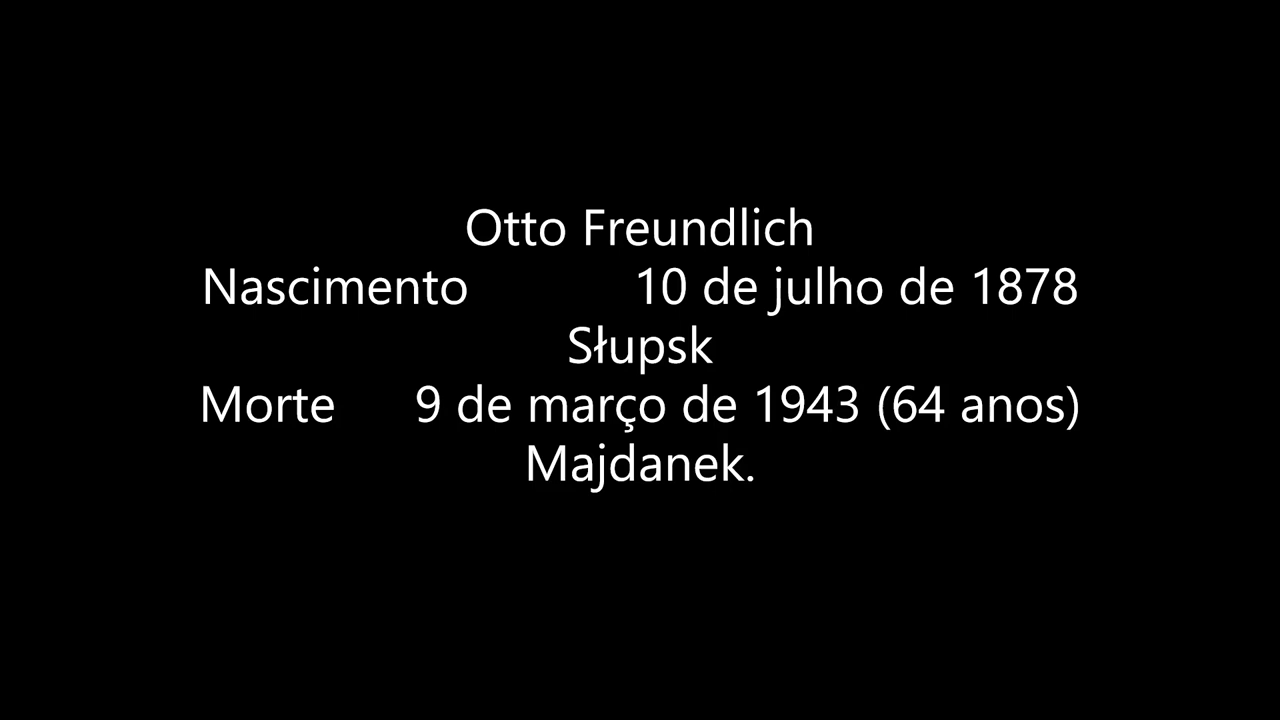 Otto Freundlich
Nascimento 10 de julho de 1878
Słupsk
Morte 9 de março de 1943 (64 anos)
Majdanek.